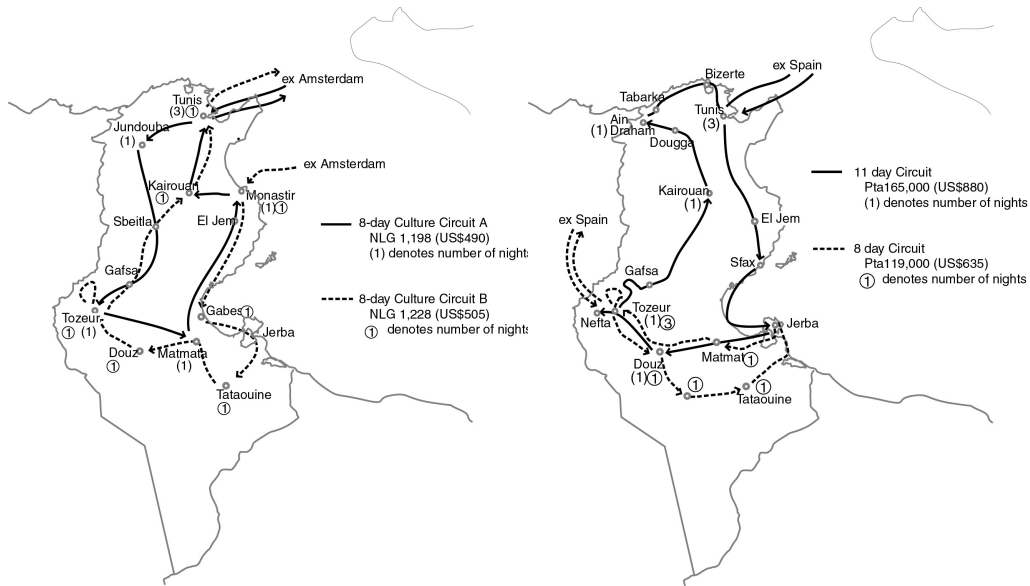 ex Amsterdam
Tunis
(3)①
Jundouba
(1)
ex Amsterdam
Kairouan
①
Monastir
(1)①
Sbeitla
El Jem
8-day Culture Circuit A
NLG 1,198 (US$490)
(1) denotes number of nights
Gafsa
8-day Culture Circuit B
NLG 1,228 (US$505)
① denotes number of nights
Tozeur
① (1)
Gabes①
Jerba
Douz
①
Matmata
(1)
Tataouine
①
ex Spain
Bizerte
Tabarka
Tunis
(3)
Ain
(1) Draham
Dougga
11 day Circuit
Pta165,000 (US$880)
(1) denotes number of nights
Kairouan
(1)
ex Spain
El Jem
8 day Circuit
Pta119,000 (US$635)
① denotes number of nights
Sfax
Gafsa
Tozeur
(1)③
Nefta
Jerba
Matmat①
Douz
(1)①
①
①
Tataouine